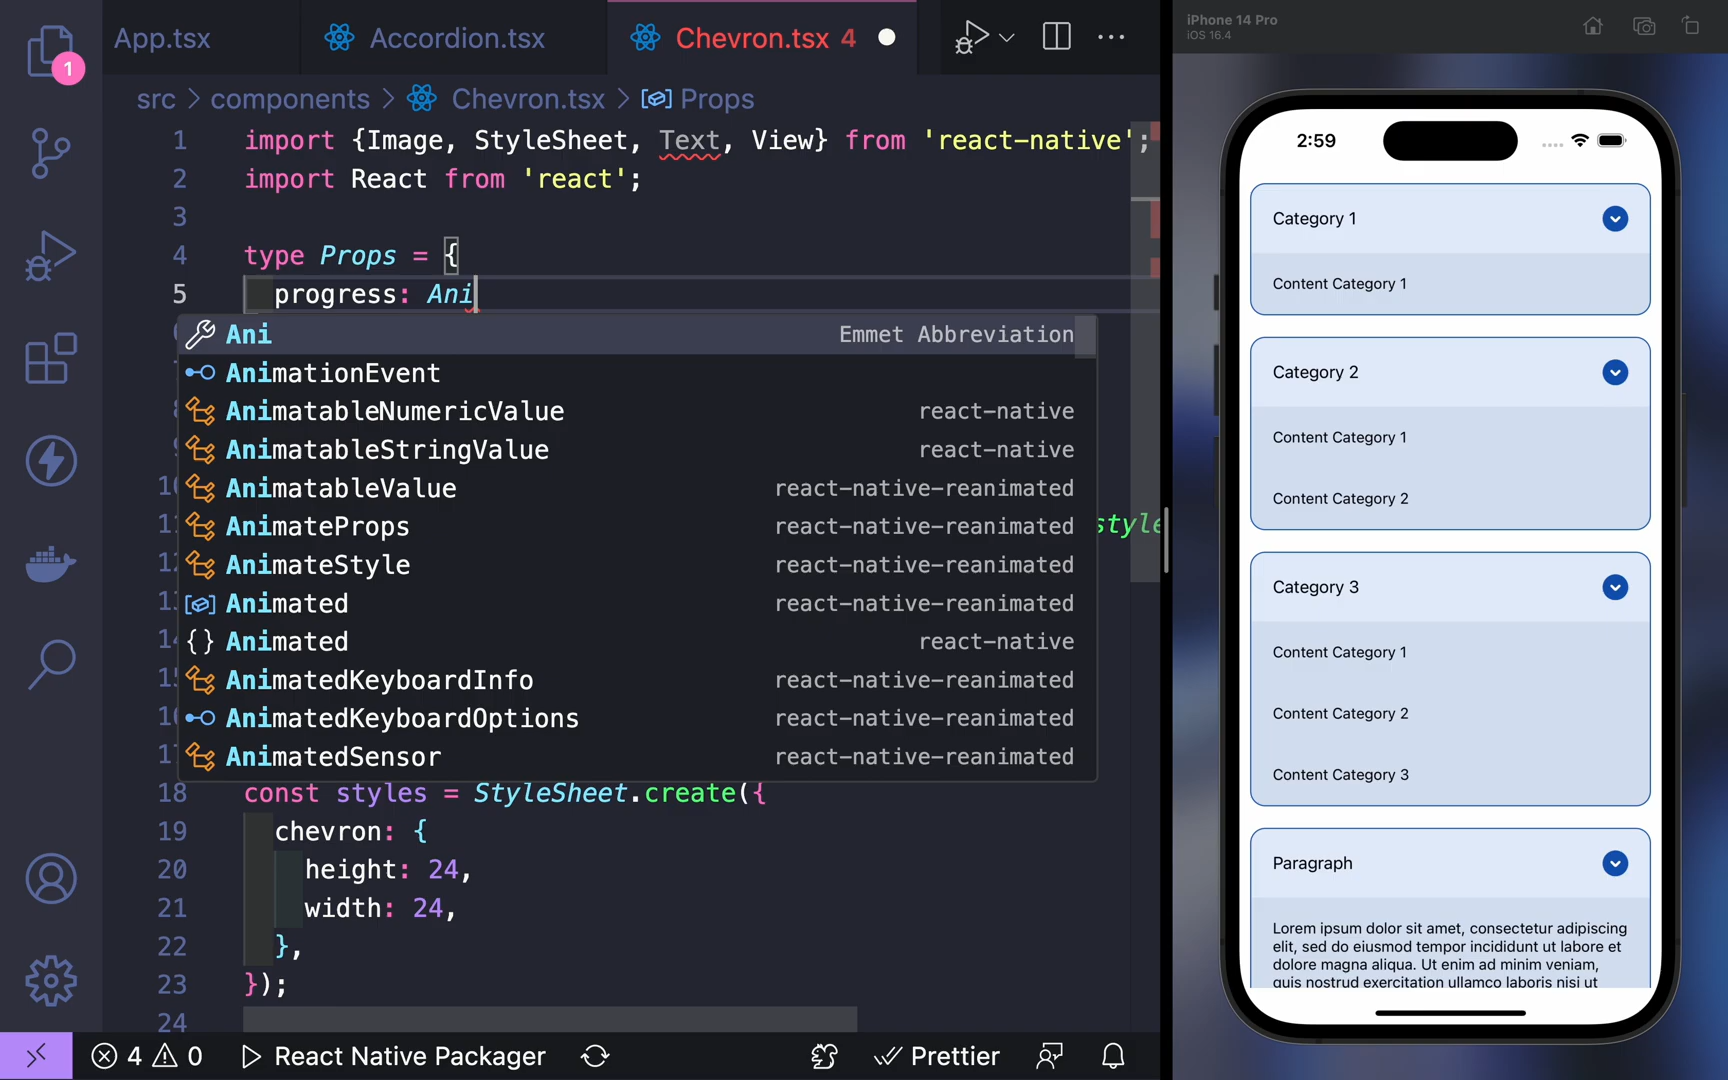 1
App.tsx
Accordion.tsx
Chevron.tsx 4
src > components > Chevron.tsx > Props
1 import {Image, StyleSheet, Text, View} from 'react-native';
2 import React from 'react';
3
4 type Props = {
5 progress: Ani
Ani Emmet Abbreviation
AnimationEvent
AnimatableNumericValue react-native
AnimatableStringValue react-native
AnimatableValue react-native-reanimated
AnimateProps react-native-reanimated
style
AnimateStyle react-native-reanimated
Animated react-native-reanimated
Animated react-native
AnimatedKeyboardInfo react-native-reanimated
AnimatedKeyboardOptions react-native-reanimated
AnimatedSensor react-native-reanimated
18 const styles = StyleSheet.create({
19 chevron: {
20 height: 24,
21 width: 24,
22 },
23 });
24
4 0 React Native Packager Prettier
iPhone 14 Pro
iOS 16.4
2:59
Category 1
Content Category 1
Category 2
Content Category 1
Content Category 2
Category 3
Content Category 1
Content Category 2
Content Category 3
Paragraph
Lorem ipsum dolor sit amet, consectetur adipiscing
elit, sed do eiusmod tempor incididunt ut labore et
dolore magna aliqua. Ut enim ad minim veniam,
quis nostrud exercitation ullamco laboris nisi ut